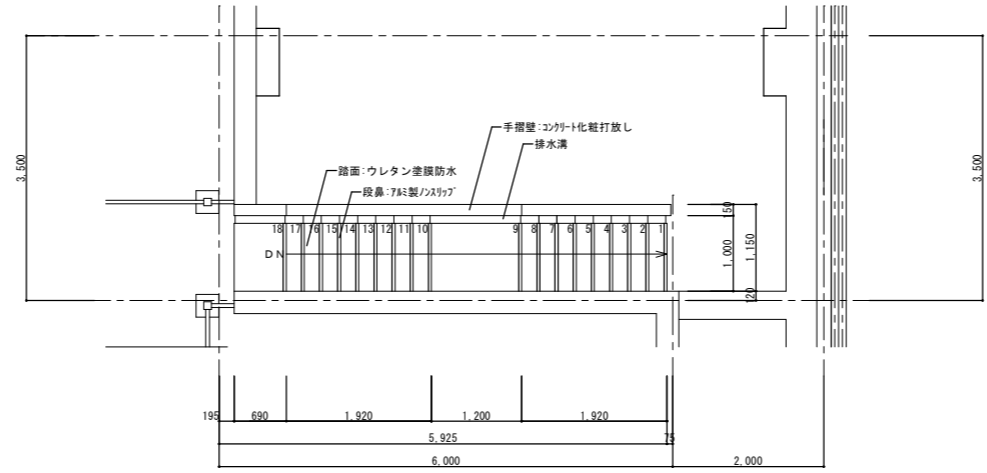 3,500
3,500
手摺壁:コンクリート化粧打放し
排水溝
踏面:ウレタン塗膜防水
段鼻:アルミ製ノンスリップ
150
1,000
1,150
120
18 17 16 15 14 13 12 11 10 9 8 7 6 5 4 3 2 1
DN
195 690 1,920 1,200 1,920
5,925 75
6,000 2,000